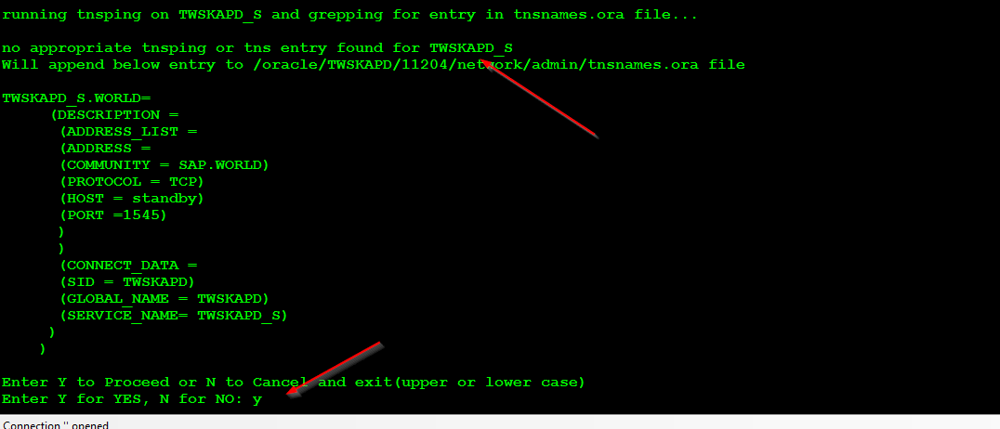 running tnsping on TWSKAPD_S and grepping for entry in tnsnames.ora file...
no appropriate tnsping or tns entry found for TWSKAPD_S
Will append below entry to /oracle/TWSKAPD/11204/network/admin/tnsnames.ora file
TWSKAPD_S.WORLD=
(DESCRIPTION =
(ADDRESS_LIST =
(ADDRESS =
(COMMUNITY = SAP.WORLD)
(PROTOCOL = TCP)
(HOST = standby)
(PORT =1545)
)
)
(CONNECT_DATA =
(SID = TWSKAPD)
(GLOBAL_NAME = TWSKAPD)
(SERVICE_NAME= TWSKAPD_S)
)
)
Enter Y to Proceed or N to Cancel and exit(upper or lower case)
Enter Y for YES, N for NO: y
Connection '' opened